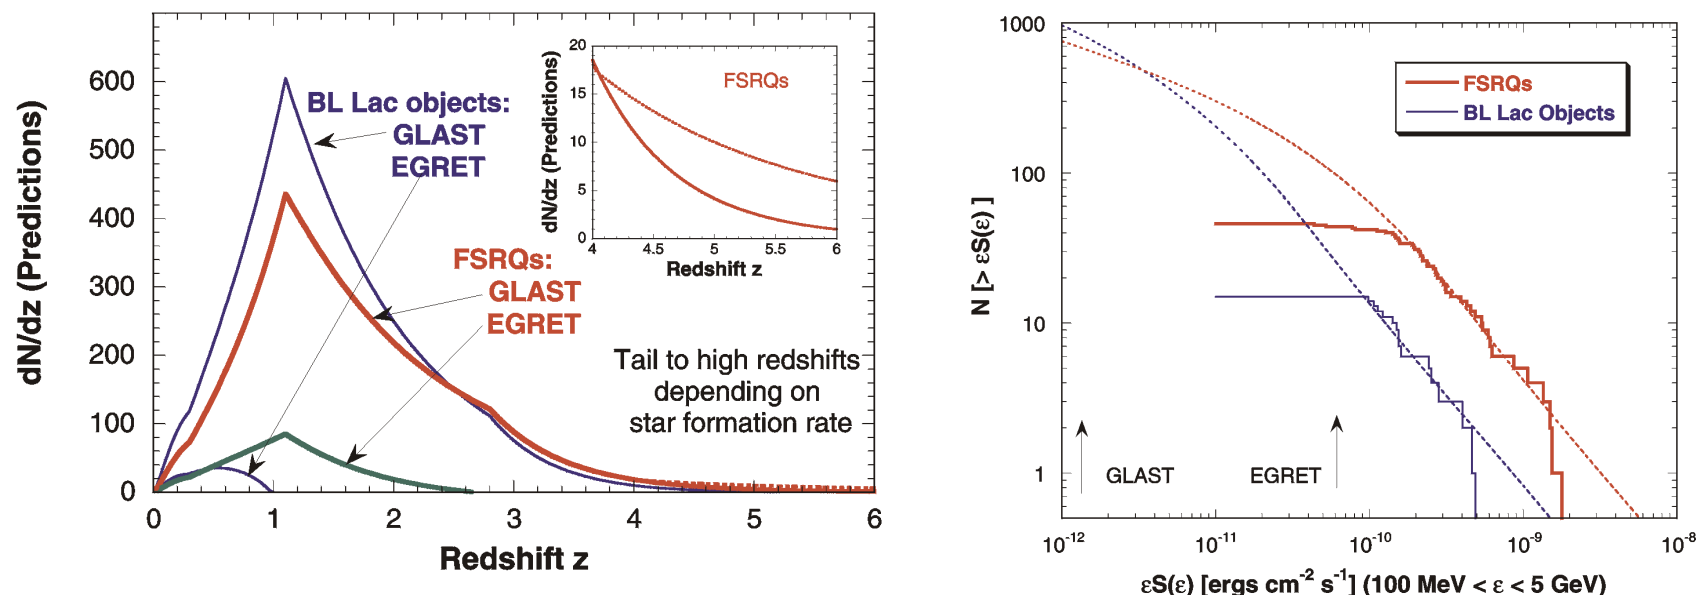 dN/dz (Predictions)
600
500
400
300
200
100
0
0
1
2
3
4
5
6
Redshift z
BL Lac objects:
GLAST
EGRET
FSRQs:
GLAST
EGRET
Tail to high redshifts
depending on
star formation rate
dN/dz (Predictions)
20
15
10
5
0
4
4.5
5
5.5
6
Redshift z
FSRQs
N [> εS(ε) ]
1000
100
10
1
FSRQs
BL Lac Objects
GLAST
EGRET
10-12
10-11
10-10
10-9
10-8
εS(ε) [ergs cm-2 s-1] (100 MeV < ε < 5 GeV)